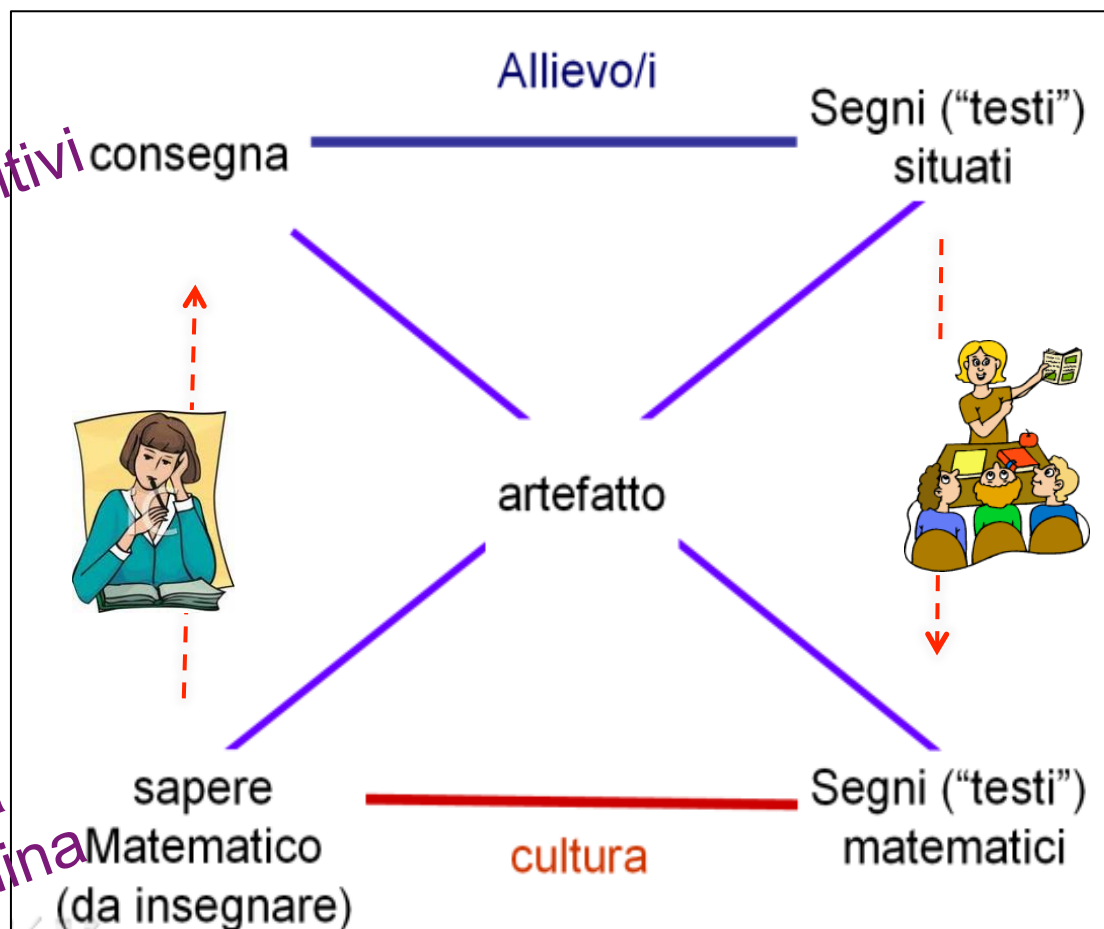 Allievo/i
consegna
Segni (“testi”)
situati
artefatto
sapere
Matematico
(da insegnare)
cultura
Segni (“testi”)
matematici